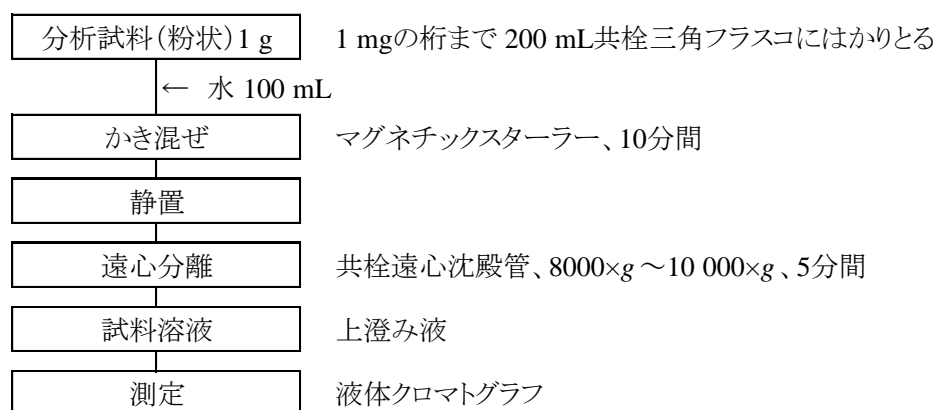 分析試料(粉状)1 g 1 mgの桁まで 200 mL共栓三角フラスコにはかりとる
← 水 100 mL
かき混ぜ マグネチックスターラー、10分間
静置
遠心分離 共栓遠心沈殿管、8000×g～10 000×g、5分間
試料溶液 上澄み液
測定 液体クロマトグラフ